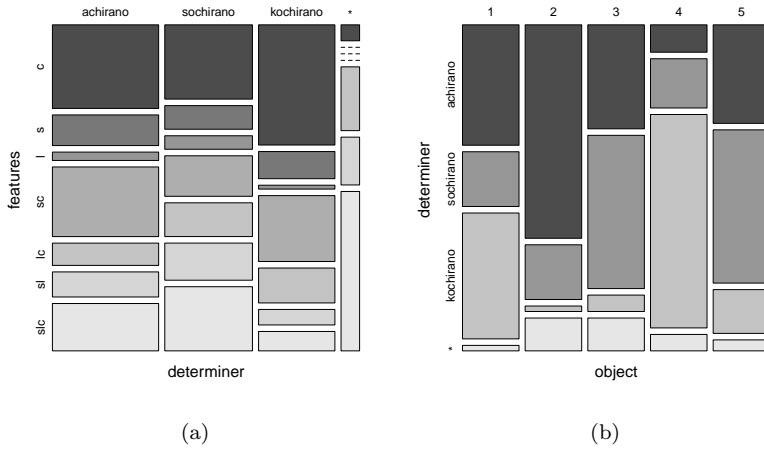 achirano sochirano kochirano *
c
s
l
sc
lc
sl
slc
features
determiner
(a)
1 2 3 4 5
achirano
sochirano
kochirano
*
determiner
object
(b)